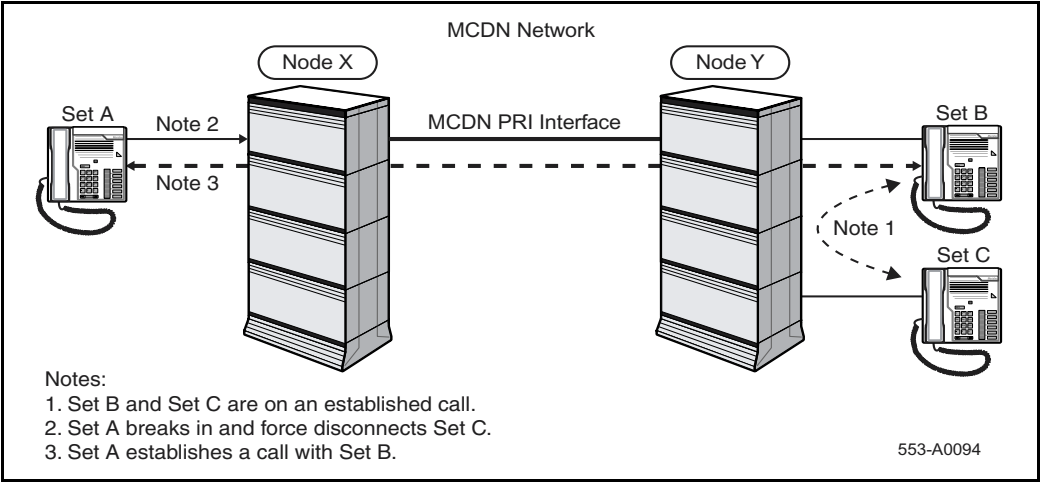 MCDN Network
Node X
Node Y
Set A
Note 2
MCDN PRI Interface
Set B
Note 3
Note 1
Set C
Notes:
1. Set B and Set C are on an established call.
2. Set A breaks in and force disconnects Set C.
3. Set A establishes a call with Set B.
553-A0094